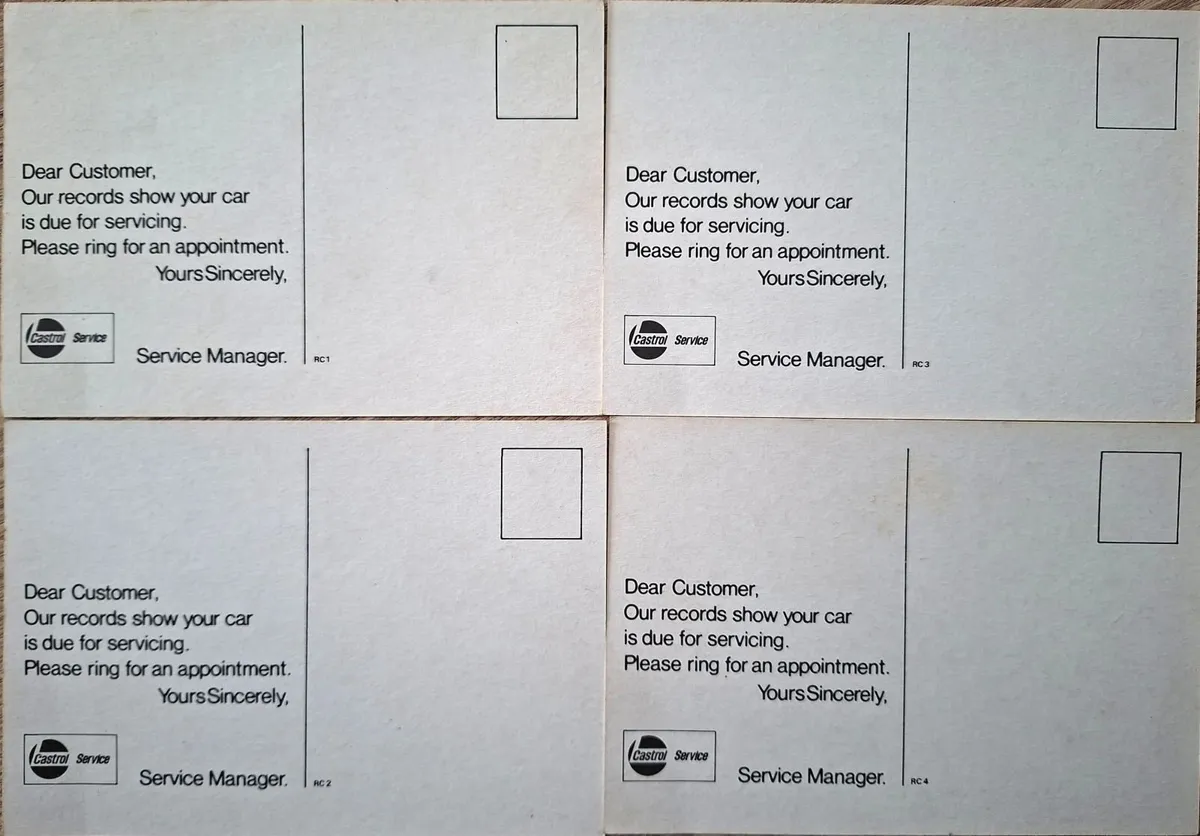 Dear Customer,
Our records show your car
is due for servicing.
Please ring for an appointment.
Yours Sincerely,
Castrol Service
Service Manager.
RC1
Dear Customer,
Our records show your car
is due for servicing.
Please ring for an appointment.
Yours Sincerely,
Castrol Service
Service Manager.
RC3
Dear Customer,
Our records show your car
is due for servicing.
Please ring for an appointment.
Yours Sincerely,
Castrol Service
Service Manager.
RC2
Dear Customer,
Our records show your car
is due for servicing.
Please ring for an appointment.
Yours Sincerely,
Castrol Service
Service Manager.
RC4